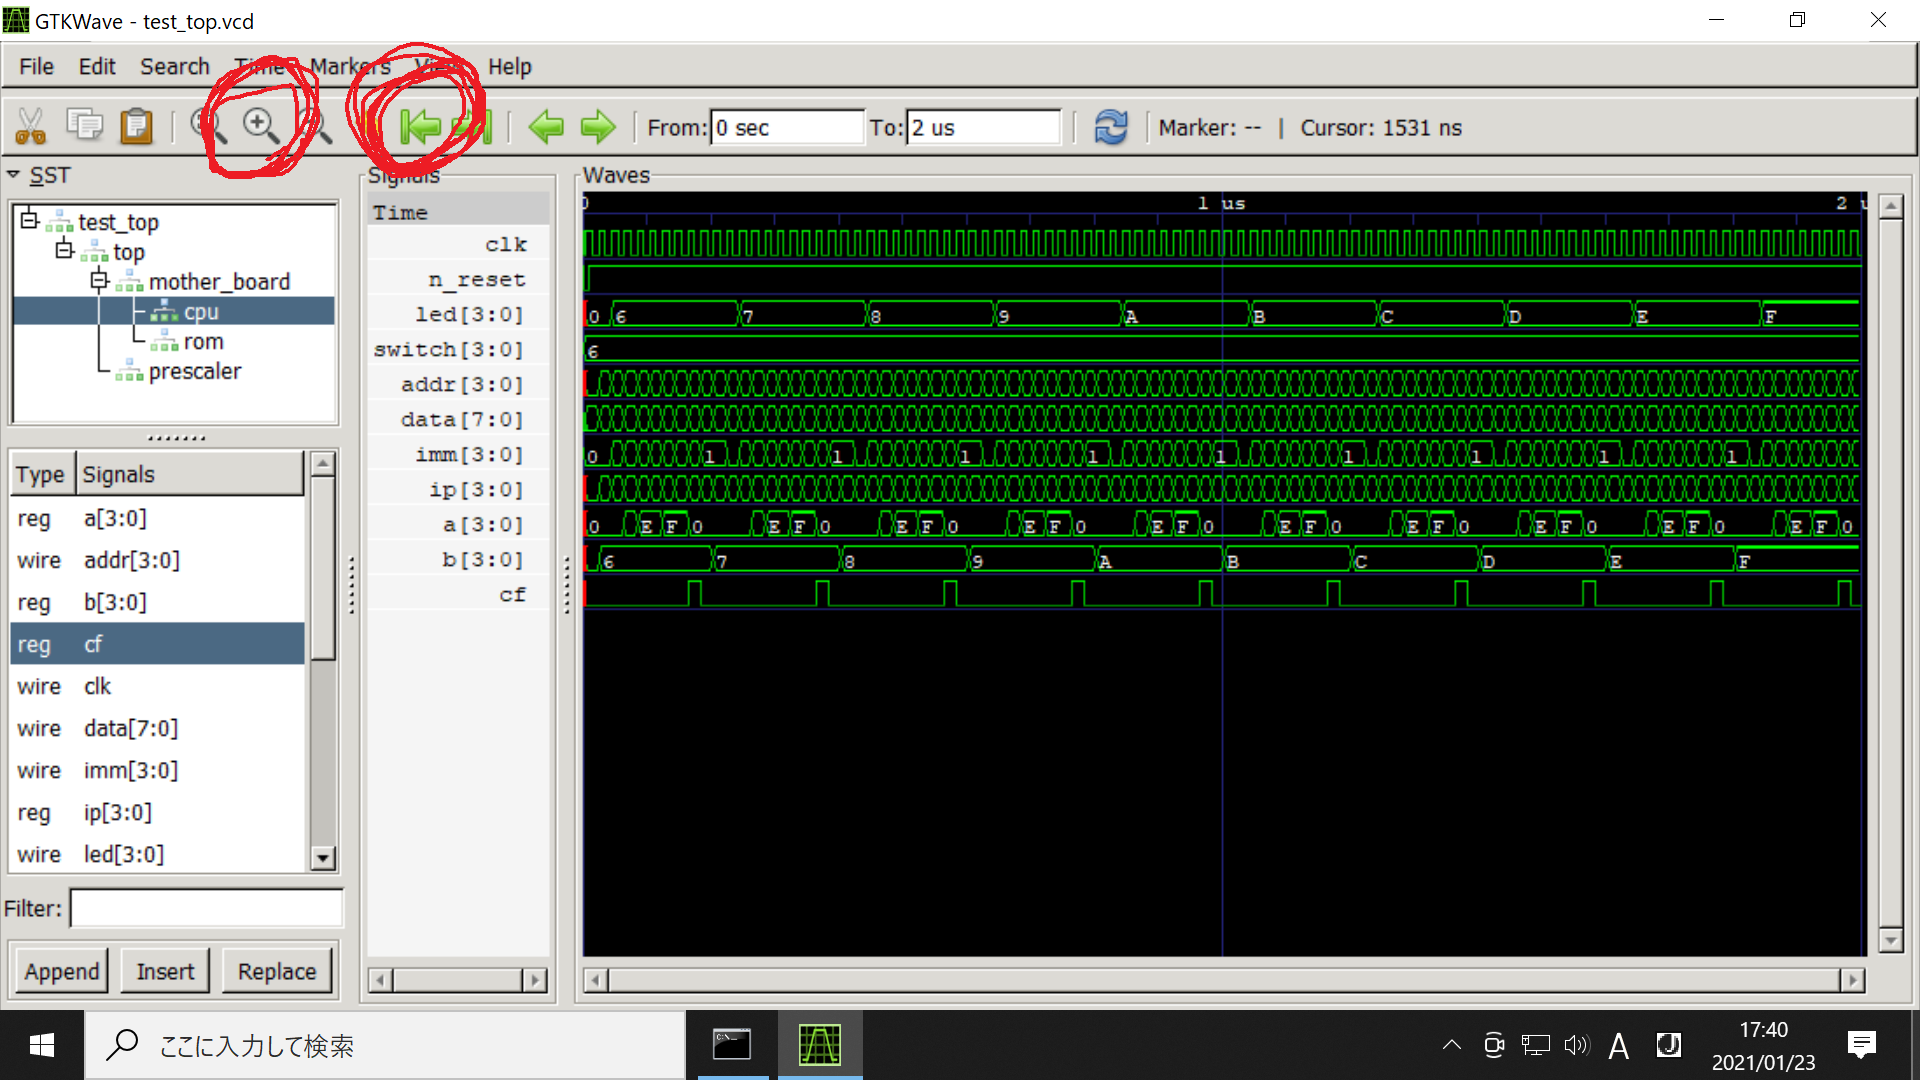 GTKWave - test_top.vcd
File Edit Search Time Markers View Help
From: 0 sec To: 2 us Marker: -- | Cursor: 1531 ns
SST
test_top
top
mother_board
cpu
rom
prescaler
Type Signals
reg a[3:0]
wire addr[3:0]
reg b[3:0]
reg cf
wire clk
wire data[7:0]
wire imm[3:0]
reg ip[3:0]
wire led[3:0]
Filter:
Append Insert Replace
Signals
Time
clk
n_reset
led[3:0]
switch[3:0]
addr[3:0]
data[7:0]
imm[3:0]
ip[3:0]
a[3:0]
b[3:0]
cf
Waves
0 1 us 2 u
0 6 7 8 9 A B C D E F
6
0 1 1 1 1 1 1 1 1 1
0 E F 0 E F 0 E F 0 E F 0 E F 0 E F 0 E F 0 E F 0 E F 0 E F 0
6 7 8 9 A B C D E F
ここに入力して検索
A
17:40
2021/01/23